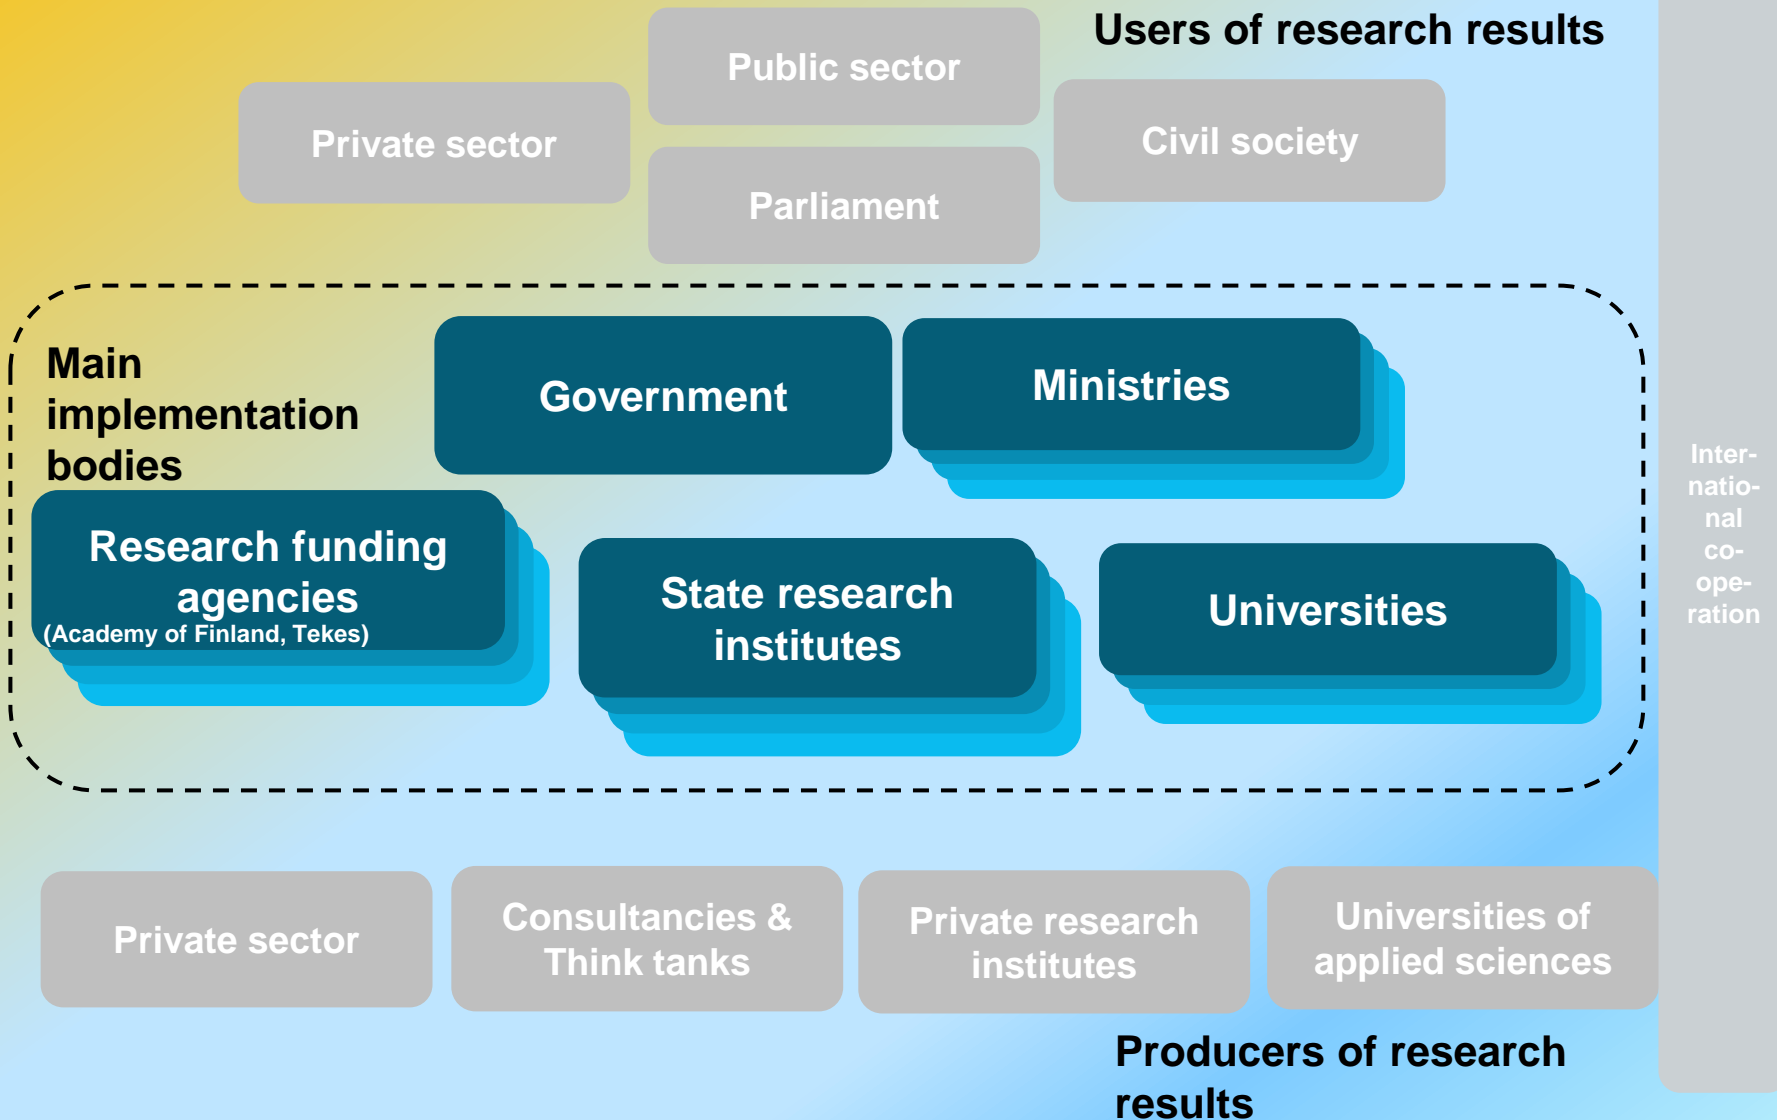 Users of research results
Public sector
Private sector
Civil society
Parliament
Main
implementation
bodies
Government
Ministries
Research funding
agencies
(Academy of Finland, Tekes)
State research
institutes
Universities
Inter-
natio-
nal
co-
ope-
ration
Private sector
Consultancies &
Think tanks
Private research
institutes
Universities of
applied sciences
Producers of research
results